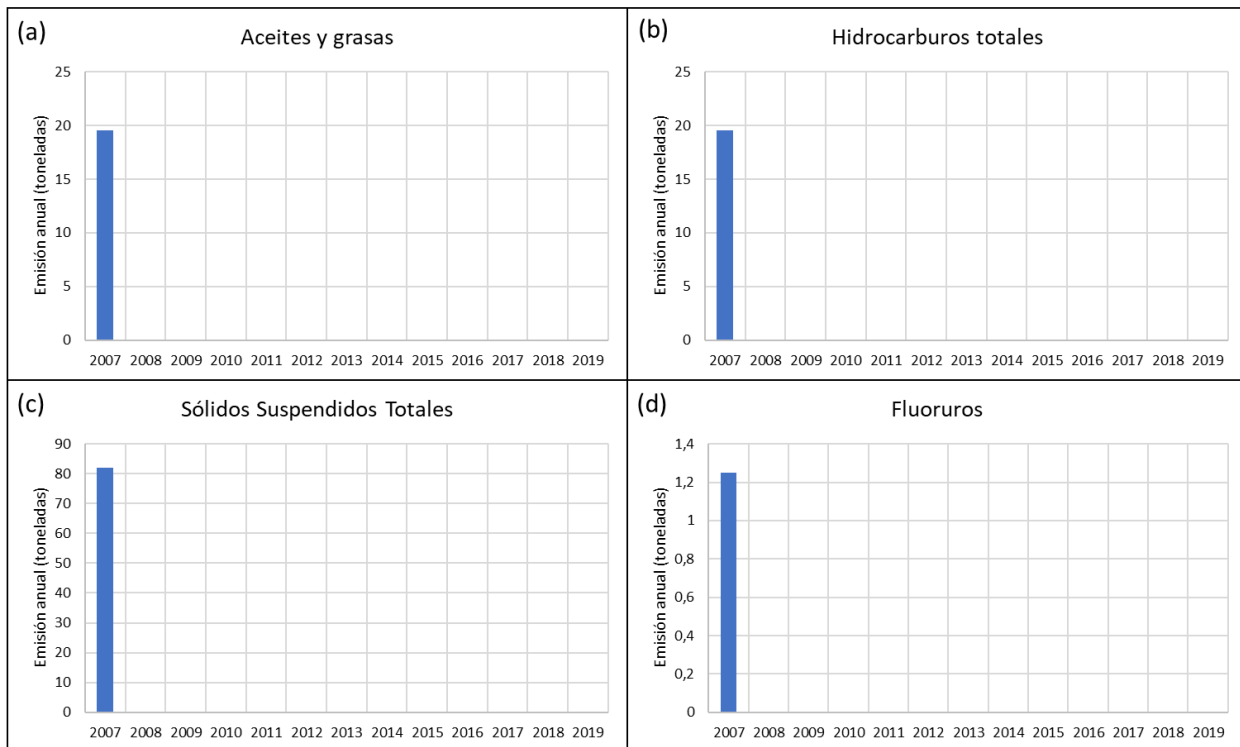 (a)
Aceites y grasas
Emisión anual (toneladas)
25
20
15
10
5
0
2007 2008 2009 2010 2011 2012 2013 2014 2015 2016 2017 2018 2019
(b)
Hidrocarburos totales
Emisión anual (toneladas)
25
20
15
10
5
0
2007 2008 2009 2010 2011 2012 2013 2014 2015 2016 2017 2018 2019
(c)
Sólidos Suspendidos Totales
Emisión anual (toneladas)
90
80
70
60
50
40
30
20
10
0
2007 2008 2009 2010 2011 2012 2013 2014 2015 2016 2017 2018 2019
(d)
Fluoruros
Emisión anual (toneladas)
1,4
1,2
1
0,8
0,6
0,4
0,2
0
2007 2008 2009 2010 2011 2012 2013 2014 2015 2016 2017 2018 2019